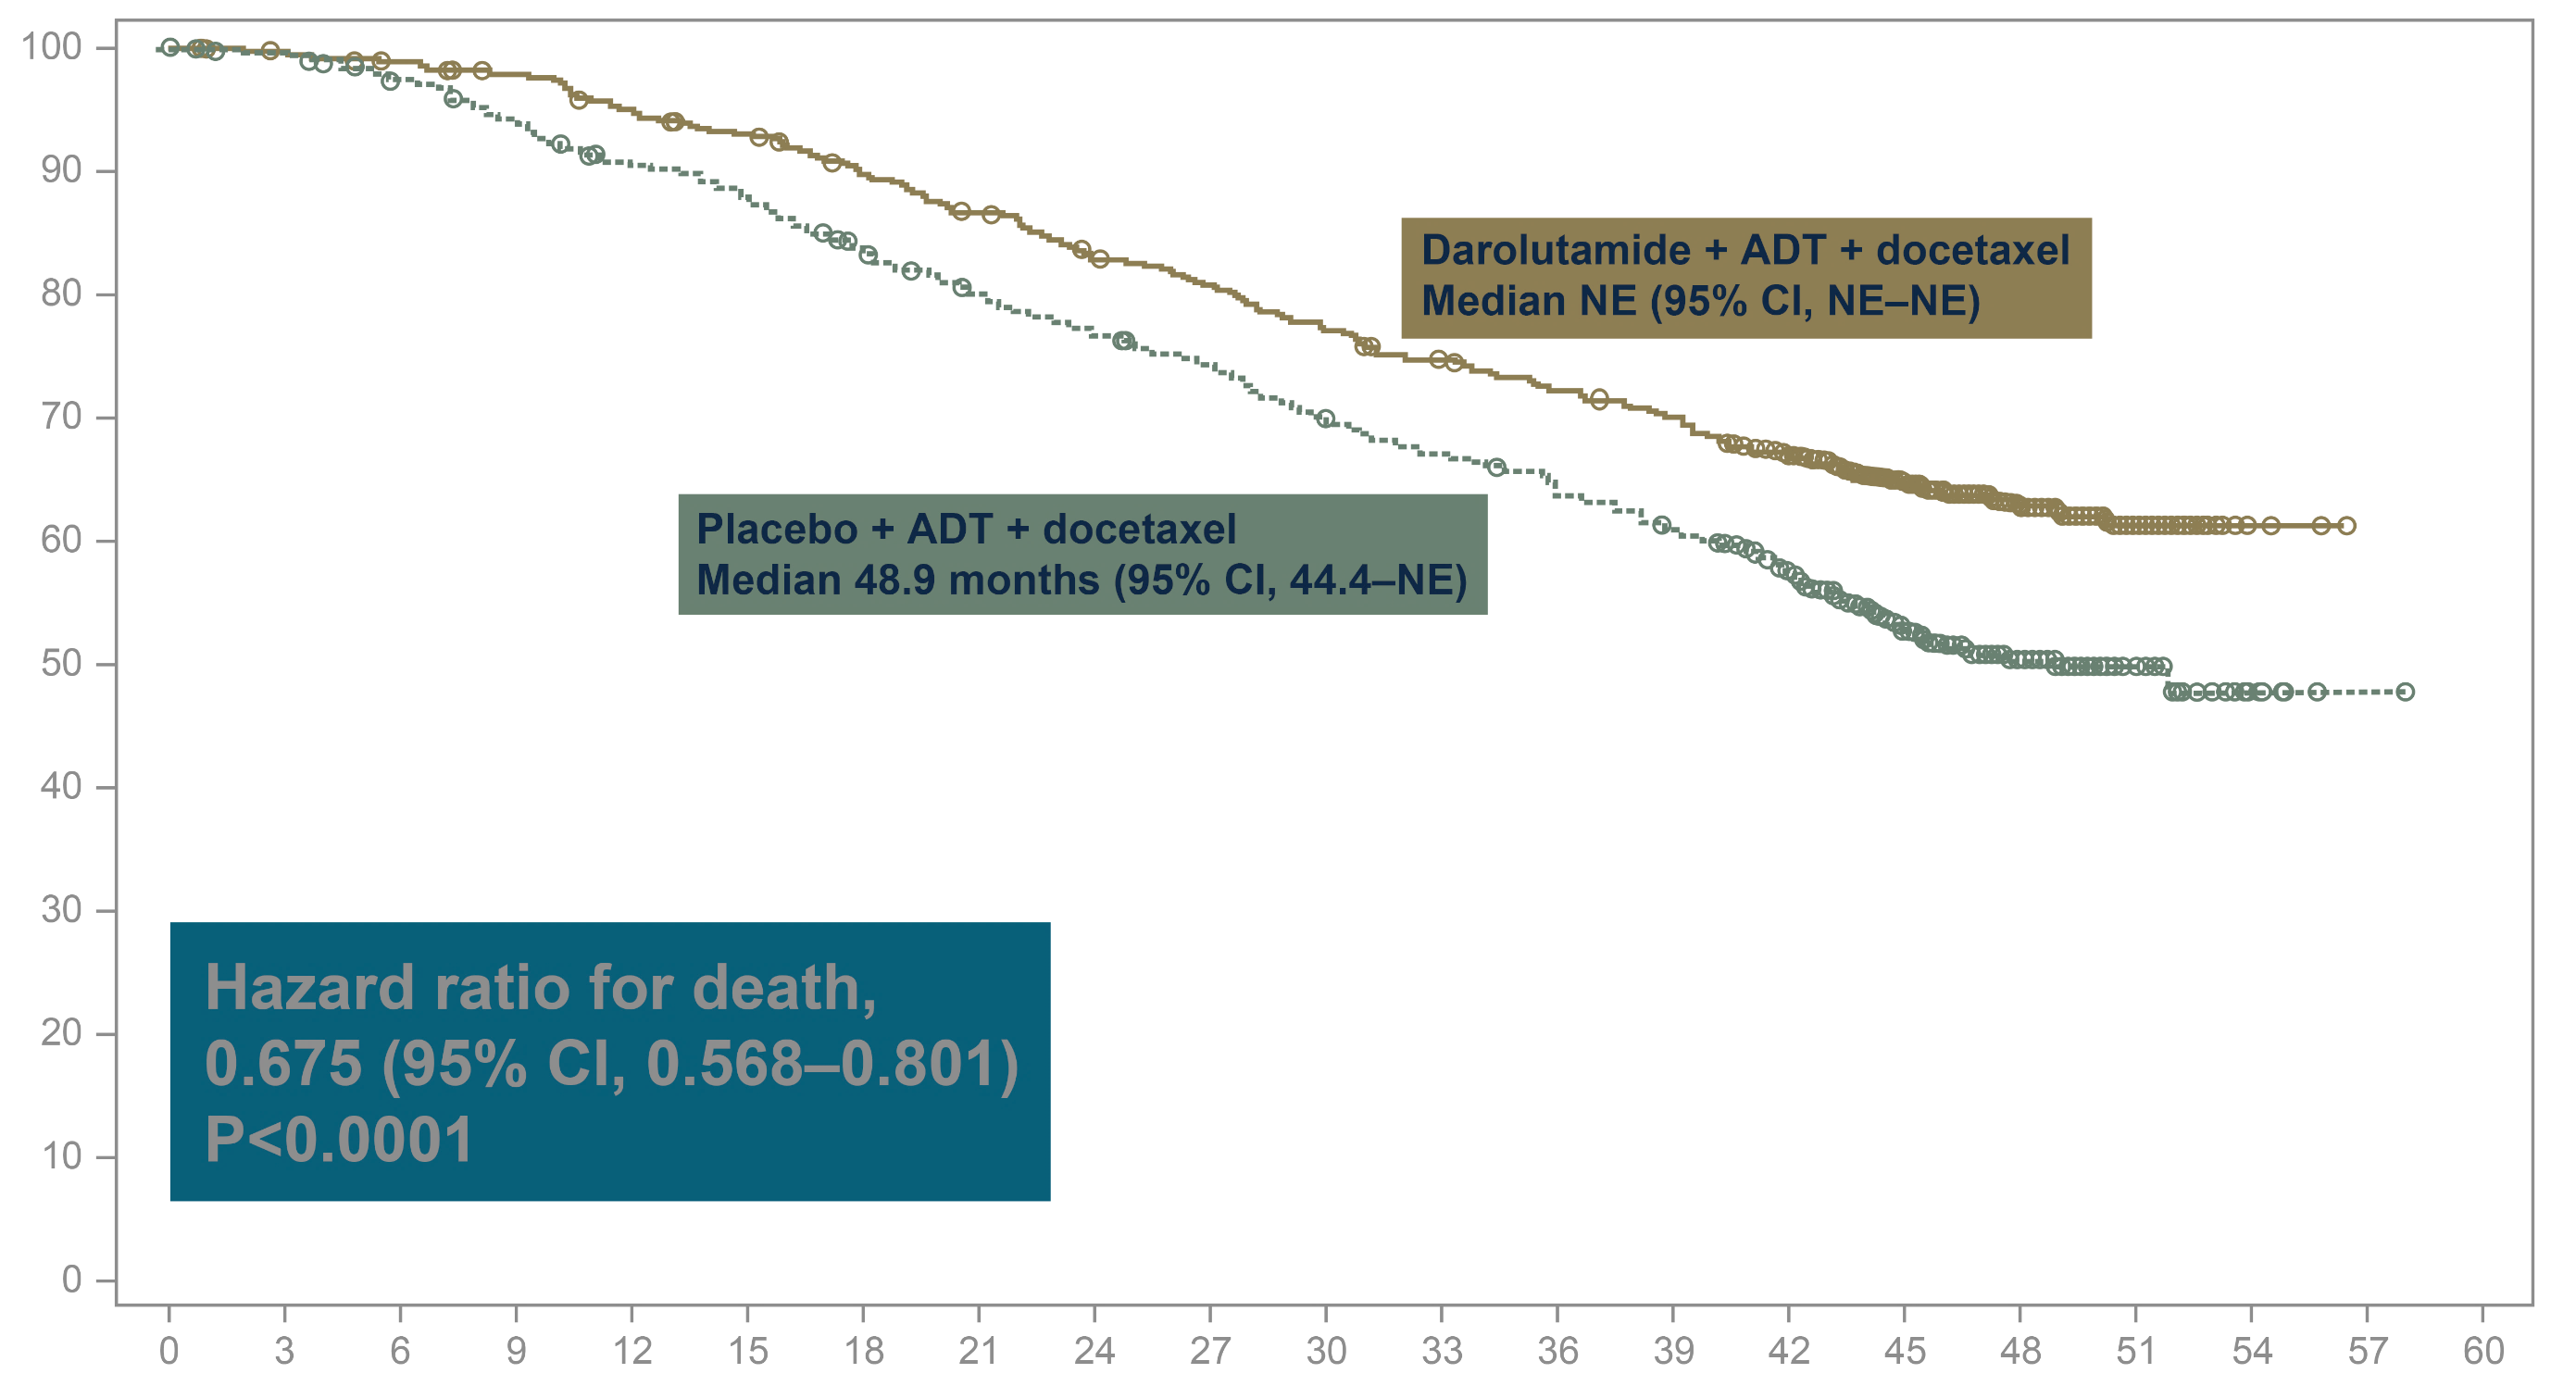 100
90
80
70
60
50
40
30
20
10
0
Darolutamide + ADT + docetaxel
Median NE (95% CI, NE–NE)
Placebo + ADT + docetaxel
Median 48.9 months (95% CI, 44.4–NE)
Hazard ratio for death,
0.675 (95% CI, 0.568–0.801)
P<0.0001
0 3 6 9 12 15 18 21 24 27 30 33 36 39 42 45 48 51 54 57 60